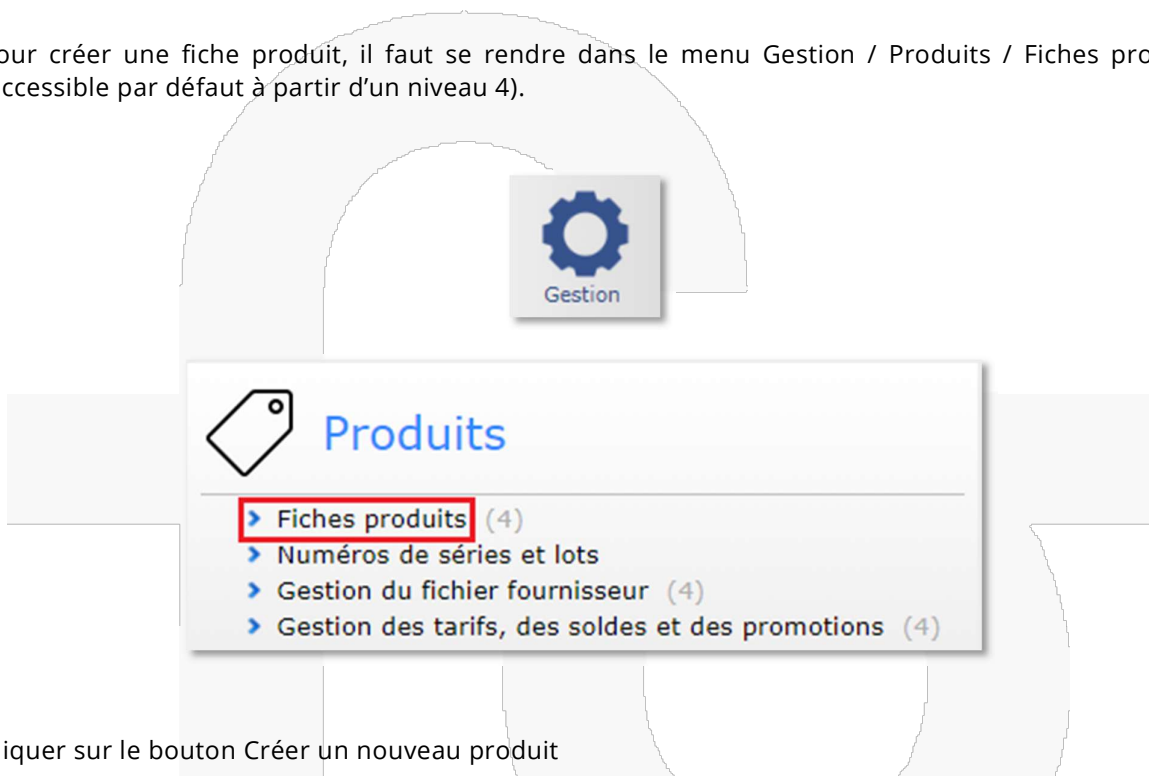 our créer une fiche produit, il faut se rendre dans le menu Gestion / Produits / Fiches pro
ccessible par défaut à partir d’un niveau 4).
Gestion
Produits
Fiches produits (4)
Numéros de séries et lots
Gestion du fichier fournisseur (4)
Gestion des tarifs, des soldes et des promotions (4)
iquer sur le bouton Créer un nouveau produit